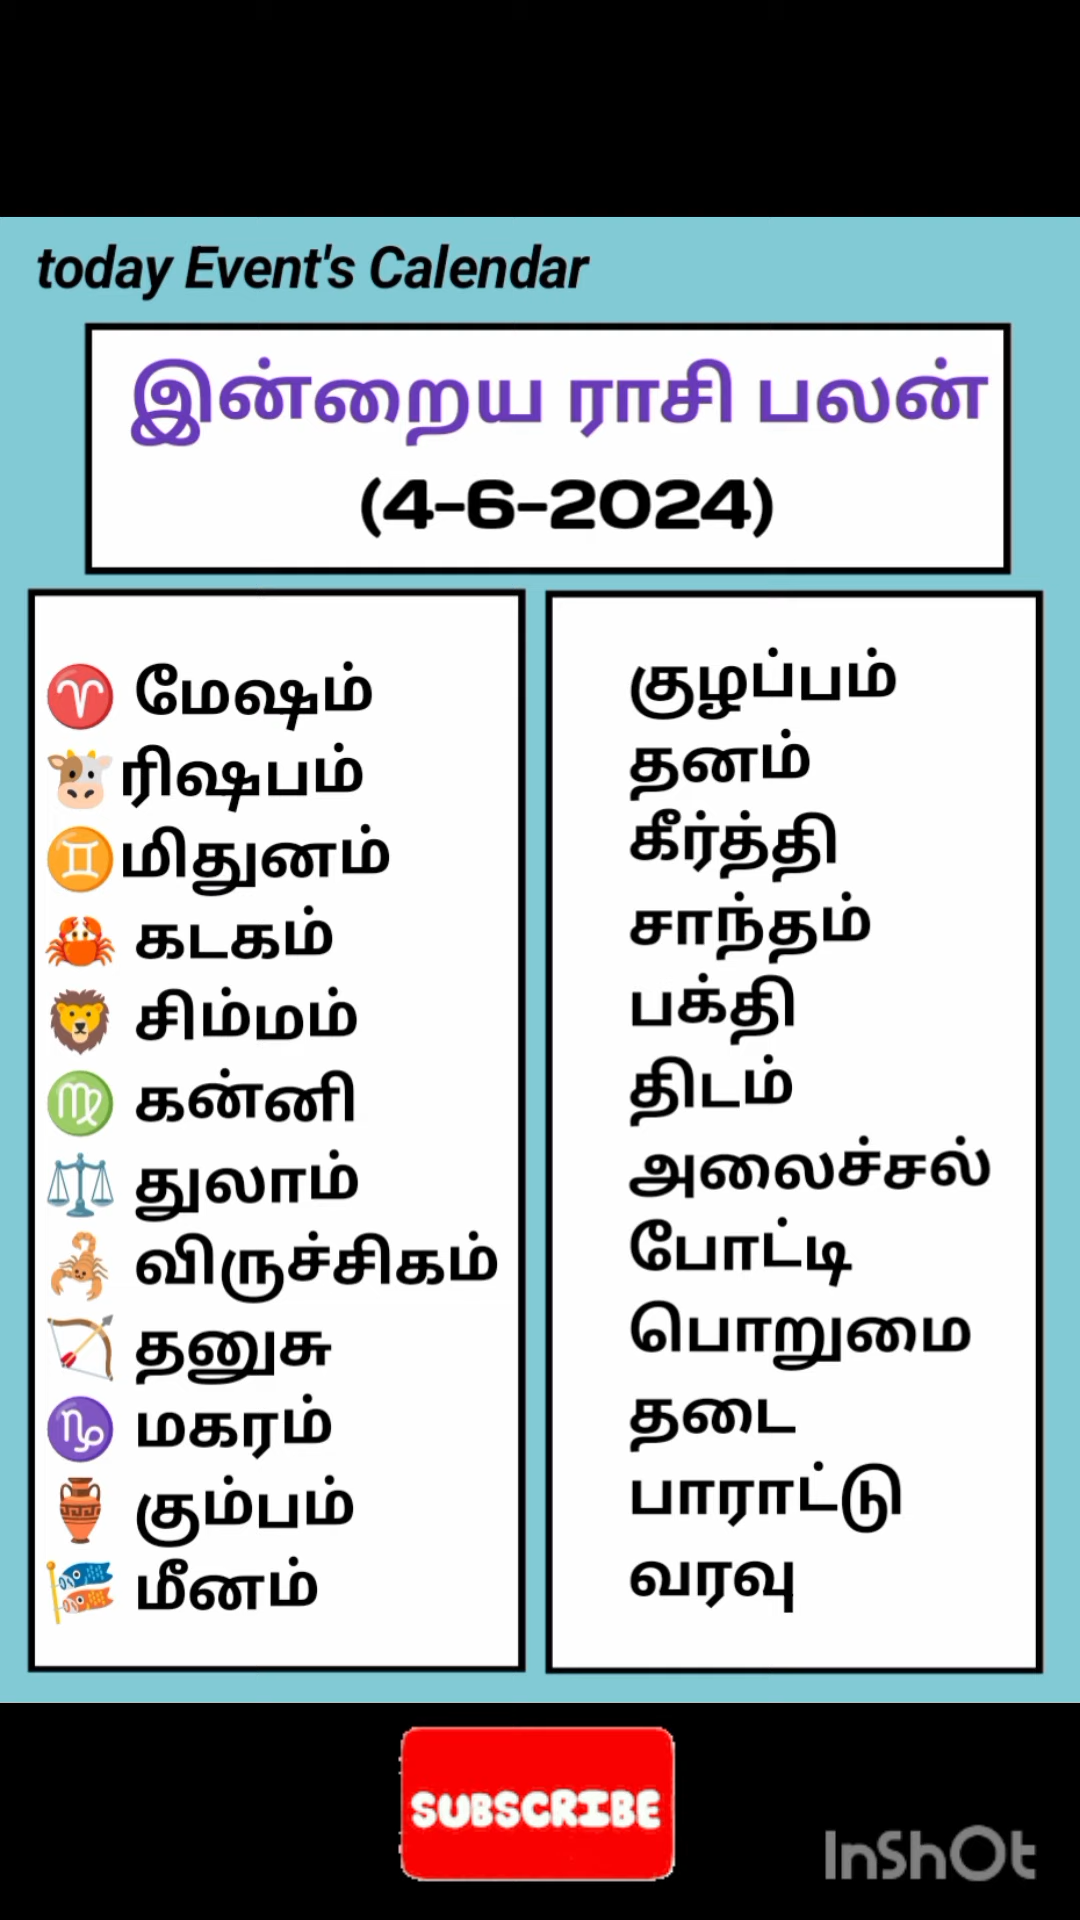 today Event's Calendar
இன்றைய ராசி பலன்
(4-6-2024)
மேஷம்
ரிஷபம்
மிதுனம்
கடகம்
சிம்மம்
கன்னி
துலாம்
விருச்சிகம்
தனுசு
மகரம்
கும்பம்
மீனம்
குழப்பம்
தனம்
கீர்த்தி
சாந்தம்
பக்தி
திடம்
அலைச்சல்
போட்டி
பொறுமை
தடை
பாராட்டு
வரவு
SUBSCRIBE
InShOt